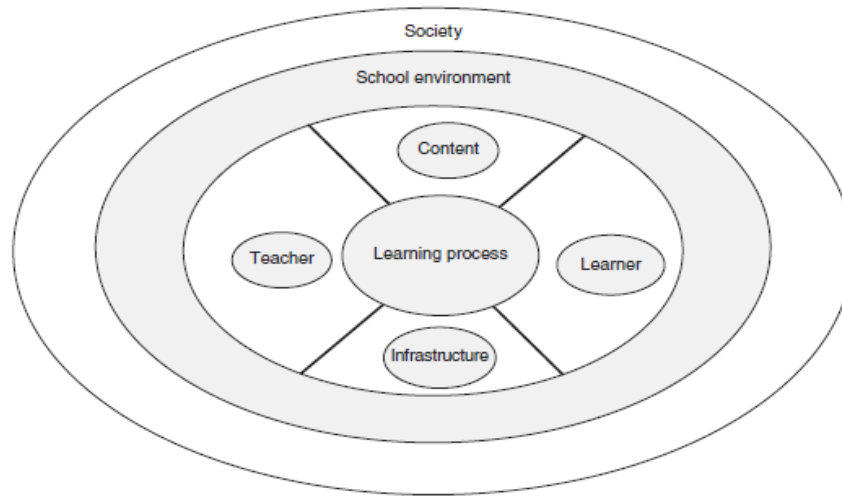 Society
School environment
Content
Teacher
Learning process
Learner
Infrastructure